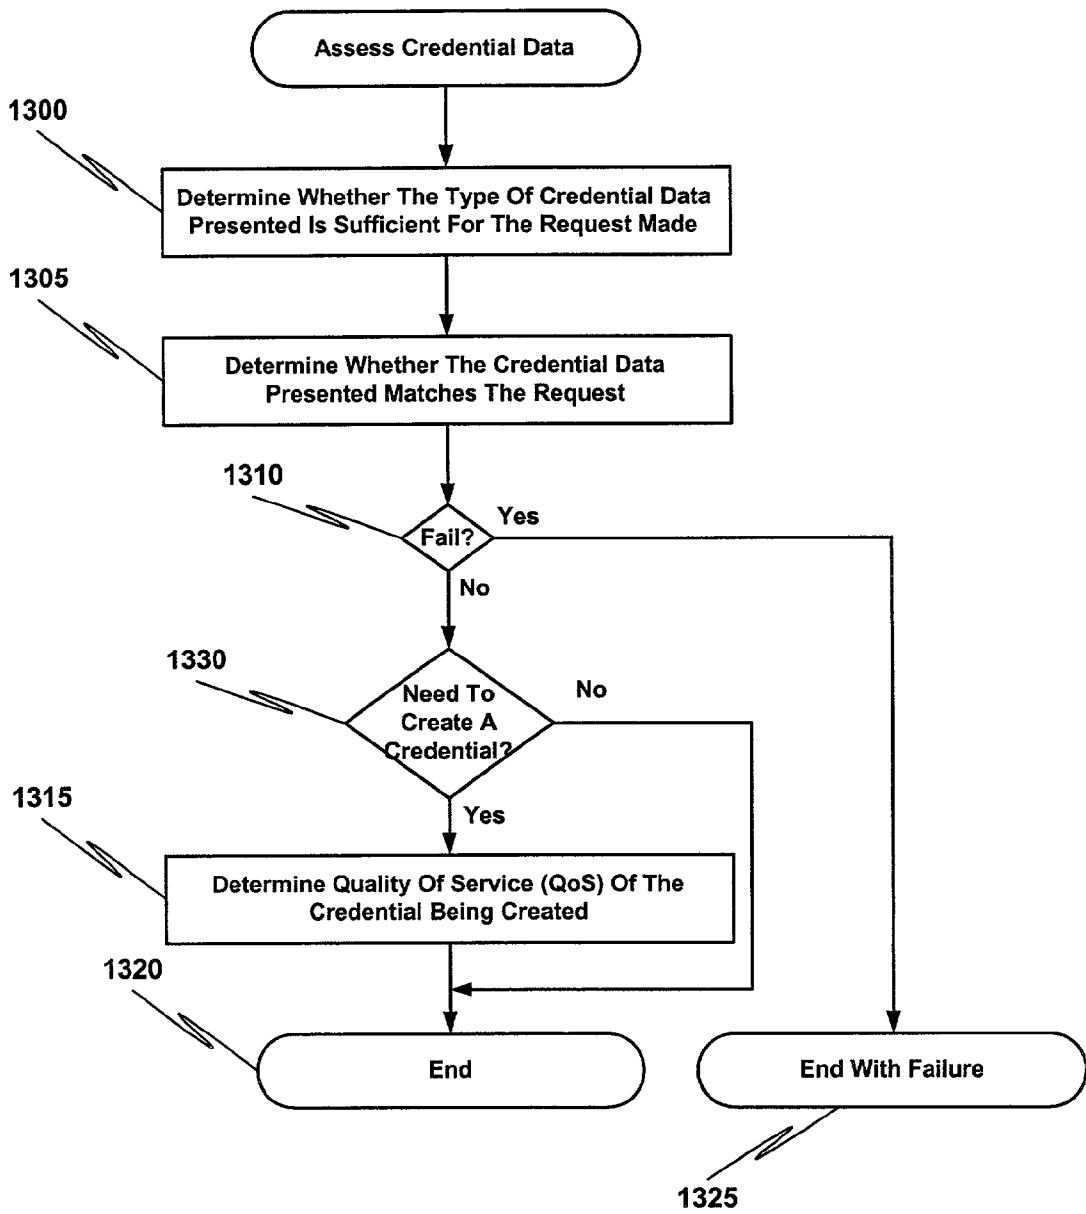 Assess Credential Data
1300
Determine Whether The Type Of Credential Data
Presented Is Sufficient For The Request Made
1305
Determine Whether The Credential Data
Presented Matches The Request
1310
Fail?
Yes
No
1330
Need To
Create A
Credential?
No
Yes
1315
Determine Quality Of Service (QoS) Of The
Credential Being Created
1320
End
End With Failure
1325